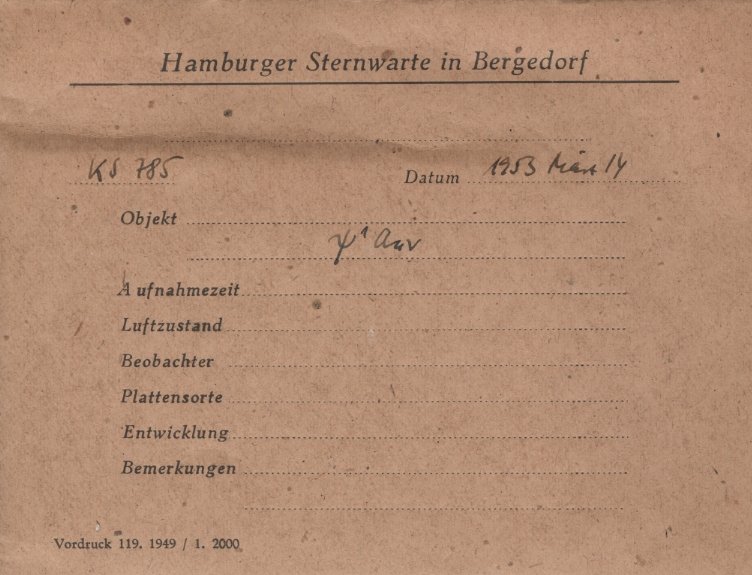 Hamburger Sternwarte in Bergedorf
KS 785 Datum 1953 März 14
Objekt
ψ¹ Aur
Aufnahmezeit
Luftzustand
Beobachter
Plattensorte
Entwicklung
Bemerkungen
Vordruck 119. 1949 / 1. 2000